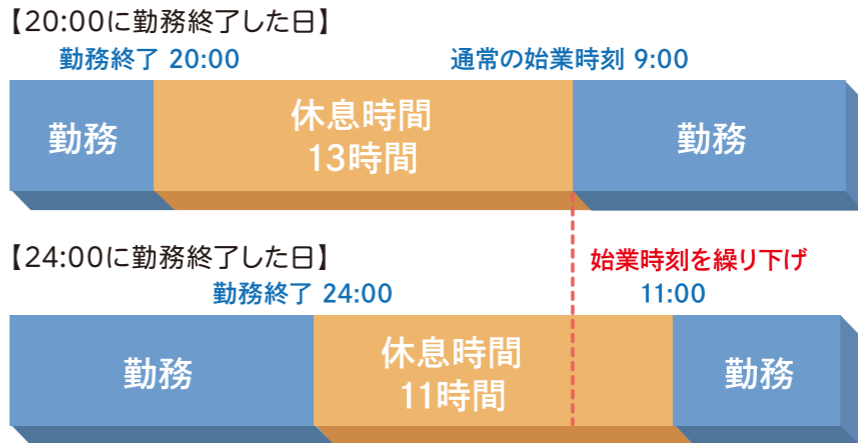 【20:00に勤務終了した日】
勤務終了 20:00
通常の始業時刻 9:00
勤務
休息時間
13時間
勤務
【24:00に勤務終了した日】
始業時刻を繰り下げ
勤務終了 24:00
11:00
勤務
休息時間
11時間
勤務